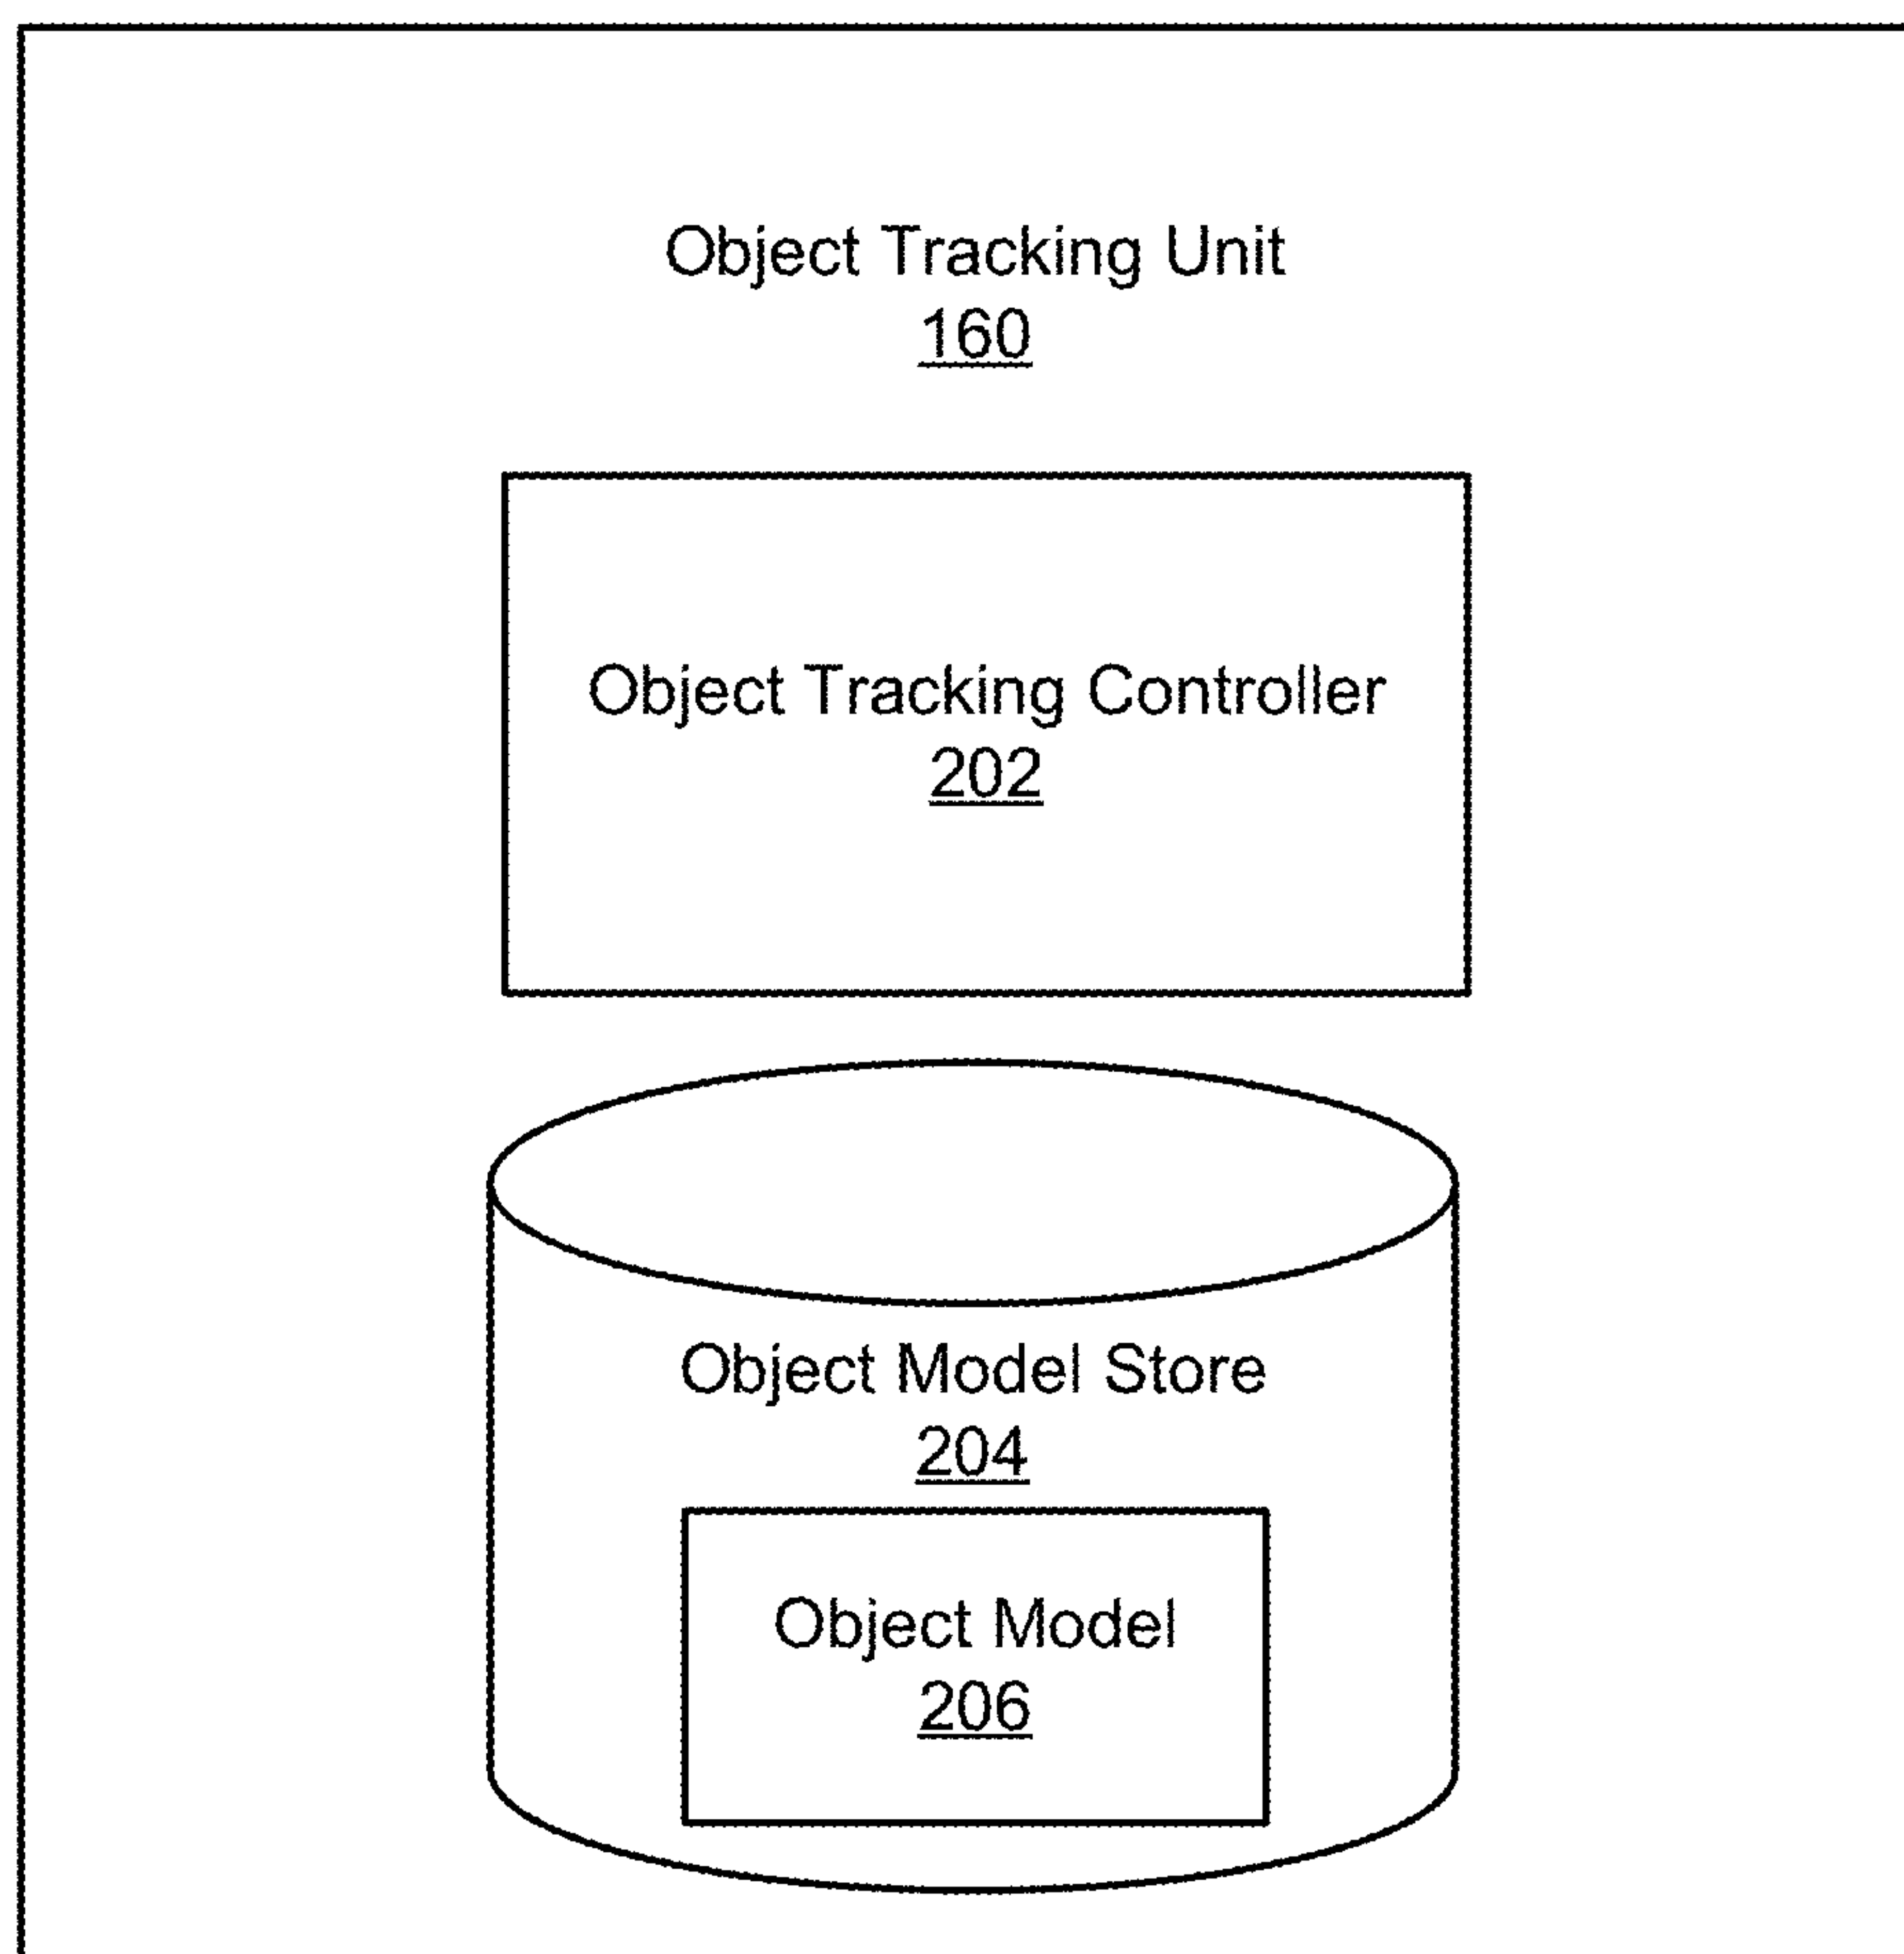 Object Tracking Unit
160
Object Tracking Controller
202
Object Model Store
204
Object Model
206